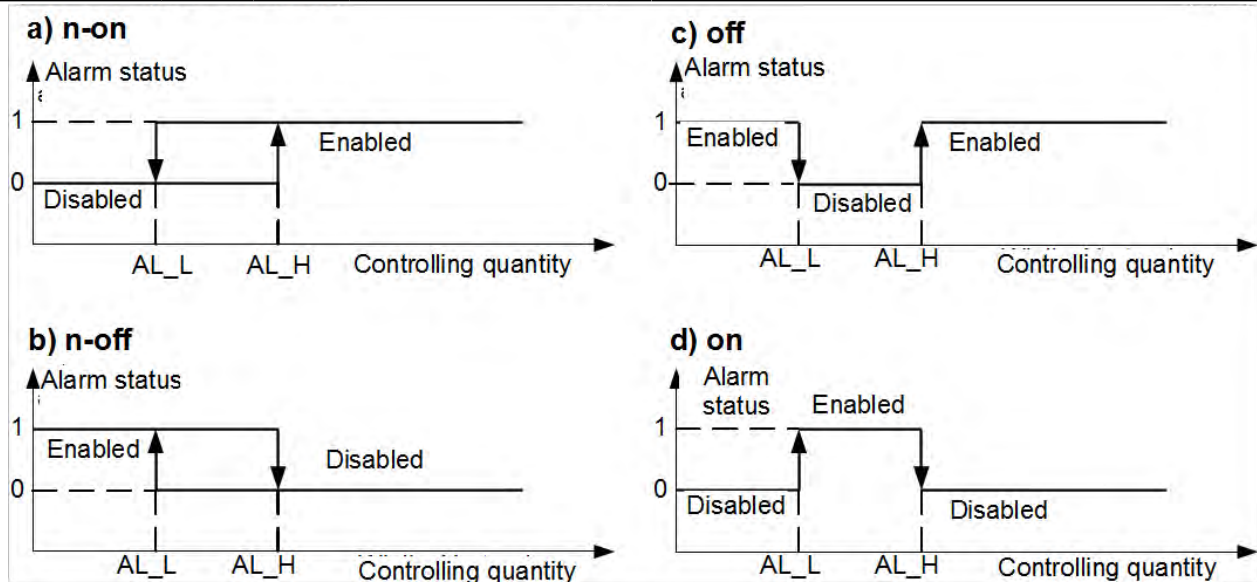 a) n-on
Alarm status
1
Enabled
0
Disabled
AL_L
AL_H
Controlling quantity
b) n-off
Alarm status
1
Enabled
Disabled
0
AL_L
AL_H
Controlling quantity
c) off
Alarm status
1
Enabled
Enabled
0
Disabled
AL_L
AL_H
Controlling quantity
d) on
Alarm
status
Enabled
1
0
Disabled
Disabled
AL_L
AL_H
Controlling quantity